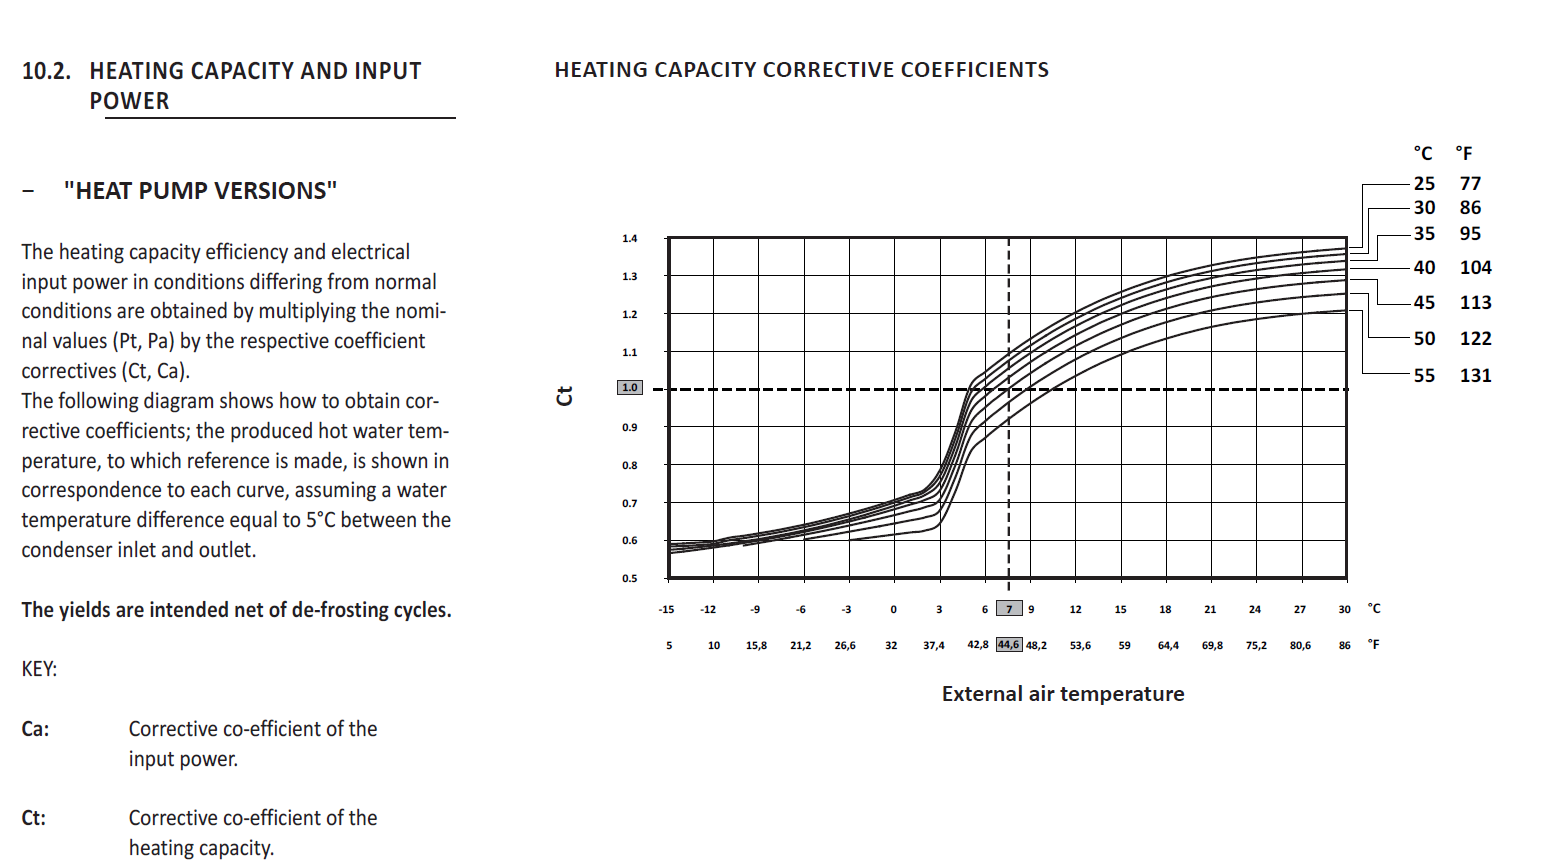 10.2. HEATING CAPACITY AND INPUT
POWER
– "HEAT PUMP VERSIONS"
The heating capacity efficiency and electrical
input power in conditions differing from normal
conditions are obtained by multiplying the nomi-
nal values (Pt, Pa) by the respective coefficient
correctives (Ct, Ca).
The following diagram shows how to obtain cor-
rective coefficients; the produced hot water tem-
perature, to which reference is made, is shown in
correspondence to each curve, assuming a water
temperature difference equal to 5°C between the
condenser inlet and outlet.
The yields are intended net of de-frosting cycles.
KEY:
Ca: Corrective co-efficient of the
input power.
Ct: Corrective co-efficient of the
heating capacity.
HEATING CAPACITY CORRECTIVE COEFFICIENTS
°C °F
25 77
30 86
35 95
40 104
45 113
50 122
55 131
1.4
1.3
1.2
1.1
1.0
0.9
0.8
0.7
0.6
0.5
Ct
-15 -12 -9 -6 -3 0 3 6 7 9 12 15 18 21 24 27 30 °C
5 10 15,8 21,2 26,6 32 37,4 42,8 44,6 48,2 53,6 59 64,4 69,8 75,2 80,6 86 °F
External air temperature